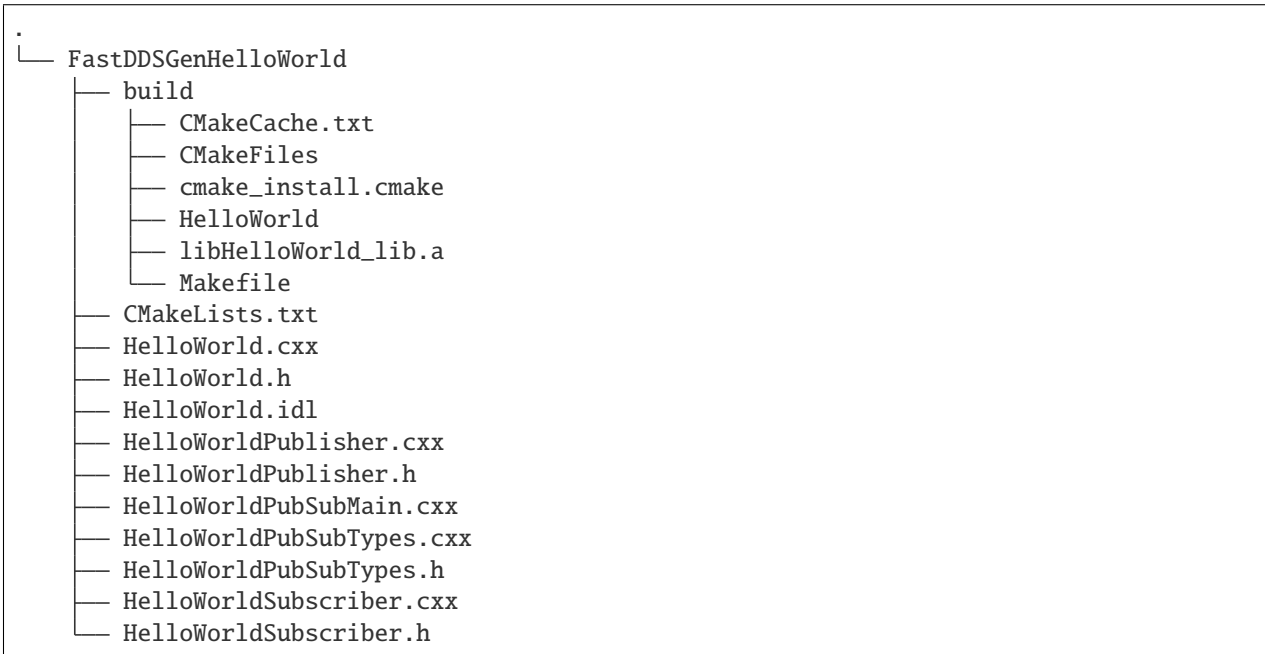 .
└── FastDDSGenHelloWorld
    ├── build
    │   ├── CMakeCache.txt
    │   ├── CMakeFiles
    │   ├── cmake_install.cmake
    │   ├── HelloWorld
    │   ├── libHelloWorld_lib.a
    │   └── Makefile
    ├── CMakeLists.txt
    ├── HelloWorld.cxx
    ├── HelloWorld.h
    ├── HelloWorld.idl
    ├── HelloWorldPublisher.cxx
    ├── HelloWorldPublisher.h
    ├── HelloWorldPubSubMain.cxx
    ├── HelloWorldPubSubTypes.cxx
    ├── HelloWorldPubSubTypes.h
    ├── HelloWorldSubscriber.cxx
    └── HelloWorldSubscriber.h